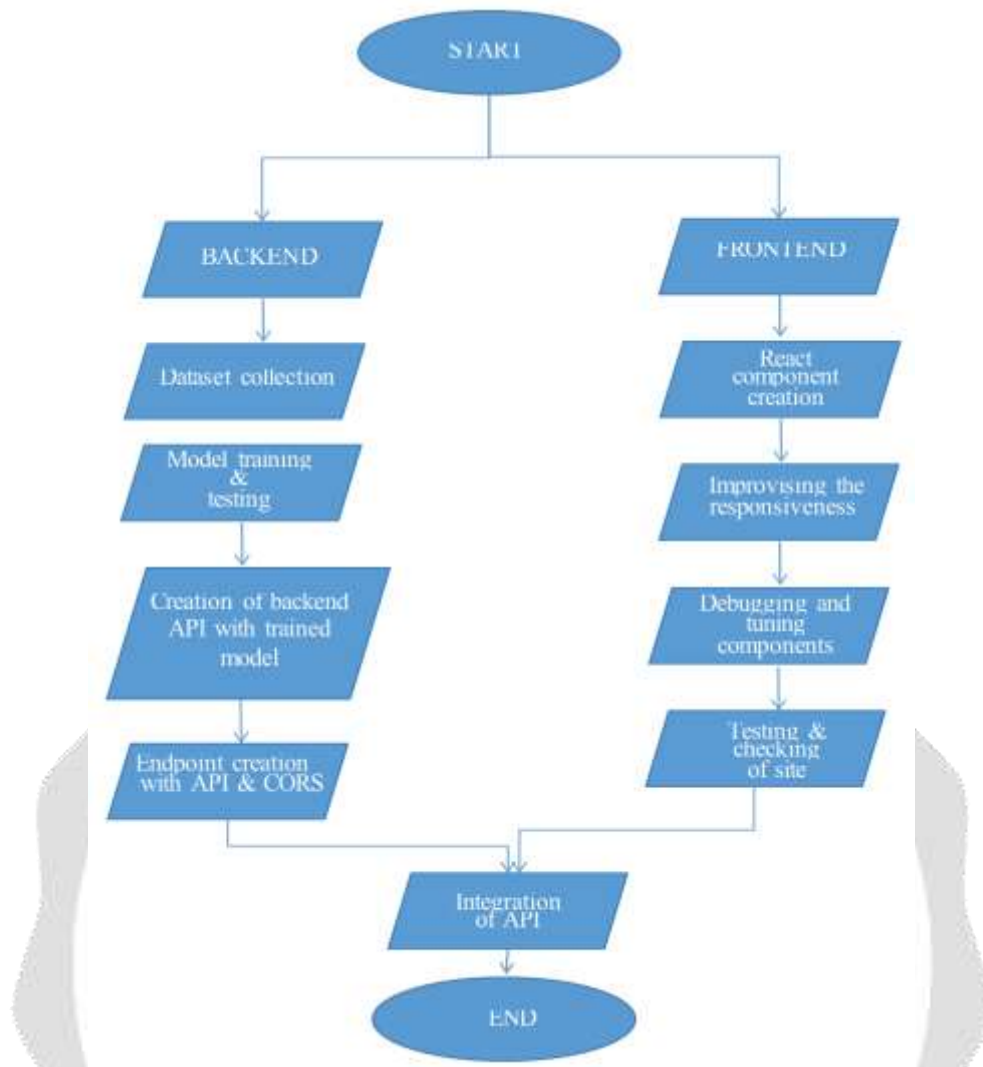 START
BACKEND
FRONTEND
Dataset collection
React
component
creation
Model training
&
testing
Improvising the
responsiveness
Creation of backend
API with trained
model
Debugging and
tuning
components
Endpoint creation
with API & CORS
Testing &
checking
of site
Integration
of API
END